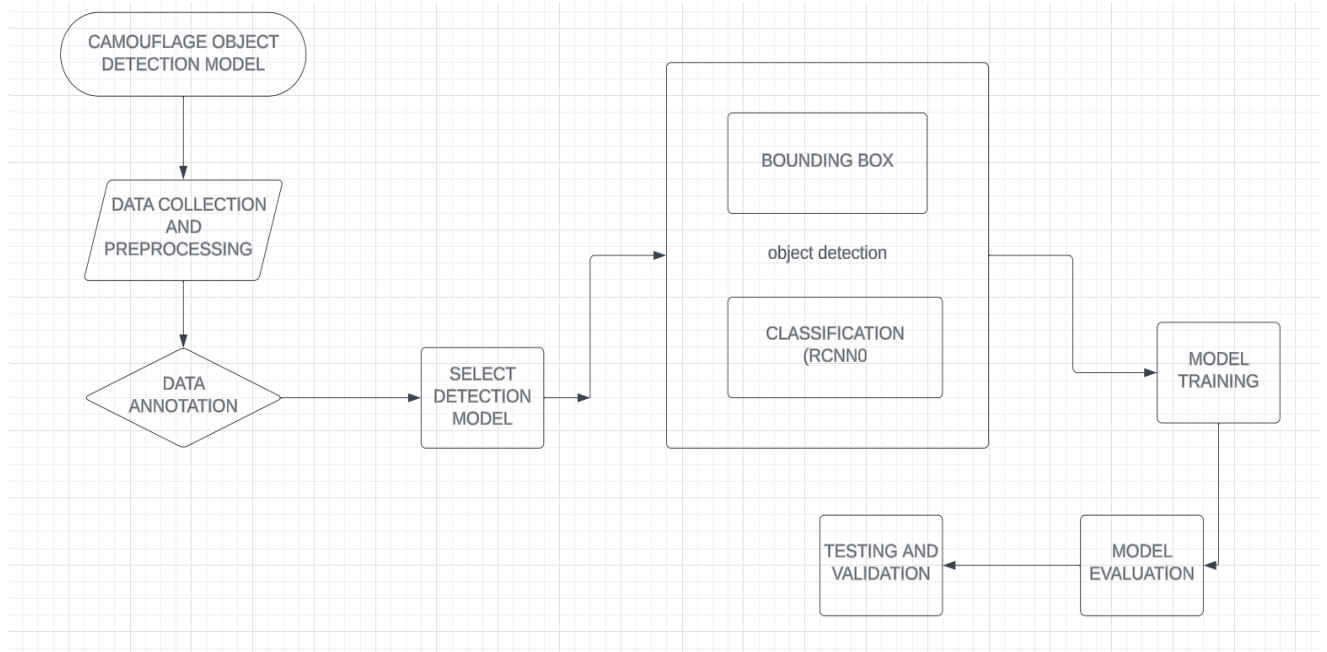 CAMOUFLAGE OBJECT
DETECTION MODEL
DATA COLLECTION
AND
PREPROCESSING
DATA
ANNOTATION
SELECT
DETECTION
MODEL
BOUNDING BOX
object detection
CLASSIFICATION
(RCNN0
MODEL
TRAINING
MODEL
EVALUATION
TESTING AND
VALIDATION